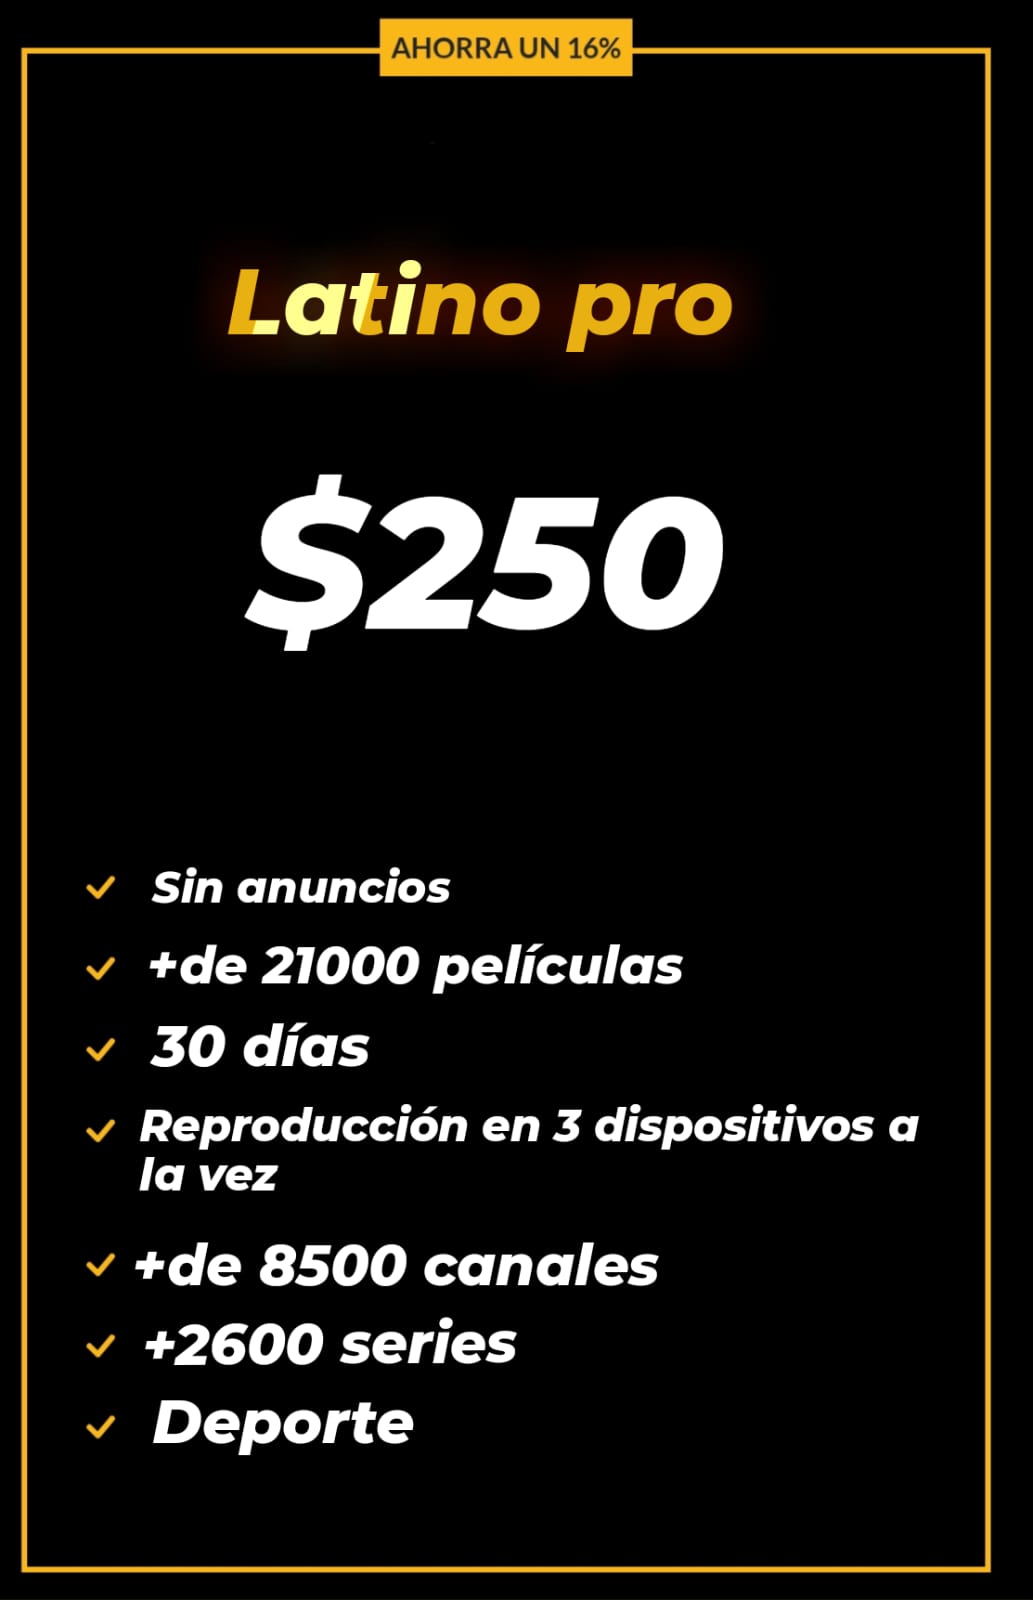 AHORRA UN 16%
Latino pro
$250
Sin anuncios
+de 21000 películas
30 días
Reproducción en 3 dispositivos a
la vez
+de 8500 canales
+2600 series
Deporte